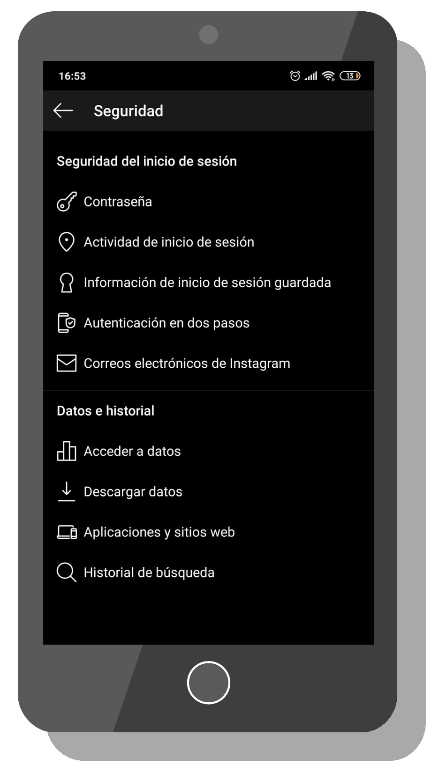 16:53
13
Seguridad
Seguridad del inicio de sesión
Contraseña
Actividad de inicio de sesión
Información de inicio de sesión guardada
Autenticación en dos pasos
Correos electrónicos de Instagram
Datos e historial
Acceder a datos
Descargar datos
Aplicaciones y sitios web
Historial de búsqueda